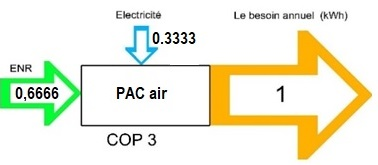 Electricité
Le besoin annuel (kWh)
0.3333
ENR
0,6666
PAC air
1
COP 3